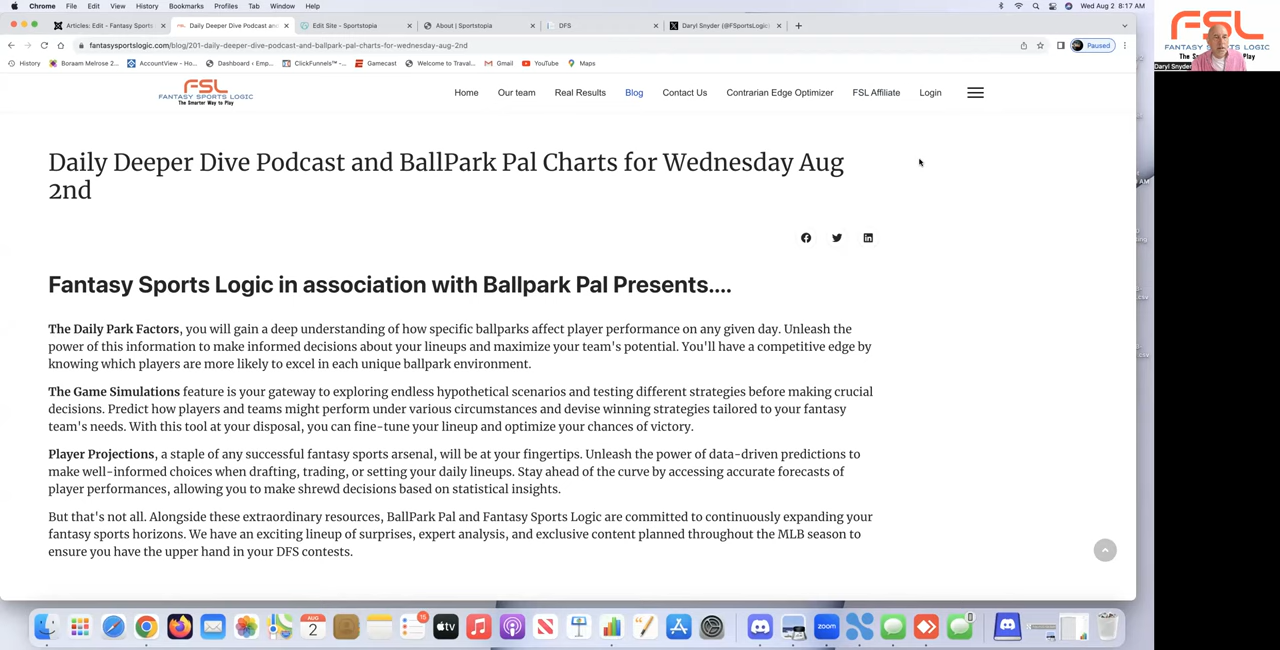 Chrome File Edit View History Bookmarks Profiles Tab Window Help
Wed Aug 2 8:17 AM
Articles: Edit - Fantasy Sports
Daily Deeper Dive Podcast and
Edit Site - Sportstopia
About | Sportstopia
DFS
Daryl Snyder (@FSportsLogic)
fantasysportslogic.com/blog/201-daily-deeper-dive-podcast-and-ballpark-pal-charts-for-wednesday-aug-2nd
Paused
History
Boraam Melrose 2...
AccountView - Ho...
Dashboard ‹ Emp...
ClickFunnels™ -...
Gamecast
Welcome to Traval...
Gmail
YouTube
Maps
FSL
FANTASY SPORTS LOGIC
The Smarter Way to Play
Home Our team Real Results Blog Contact Us Contrarian Edge Optimizer FSL Affiliate Login
Daily Deeper Dive Podcast and BallPark Pal Charts for Wednesday Aug
2nd
Fantasy Sports Logic in association with Ballpark Pal Presents....
The Daily Park Factors, you will gain a deep understanding of how specific ballparks affect player performance on any given day. Unleash the
power of this information to make informed decisions about your lineups and maximize your team's potential. You'll have a competitive edge by
knowing which players are more likely to excel in each unique ballpark environment.
The Game Simulations feature is your gateway to exploring endless hypothetical scenarios and testing different strategies before making crucial
decisions. Predict how players and teams might perform under various circumstances and devise winning strategies tailored to your fantasy
team's needs. With this tool at your disposal, you can fine-tune your lineup and optimize your chances of victory.
Player Projections, a staple of any successful fantasy sports arsenal, will be at your fingertips. Unleash the power of data-driven predictions to
make well-informed choices when drafting, trading, or setting your daily lineups. Stay ahead of the curve by accessing accurate forecasts of
player performances, allowing you to make shrewd decisions based on statistical insights.
But that's not all. Alongside these extraordinary resources, BallPark Pal and Fantasy Sports Logic are committed to continuously expanding your
fantasy sports horizons. We have an exciting lineup of surprises, expert analysis, and exclusive content planned throughout the MLB season to
ensure you have the upper hand in your DFS contests.
AUG
2
15
tv
zoom
FSL
FANTASY SPORTS LOGIC
Play
Daryl Snyder